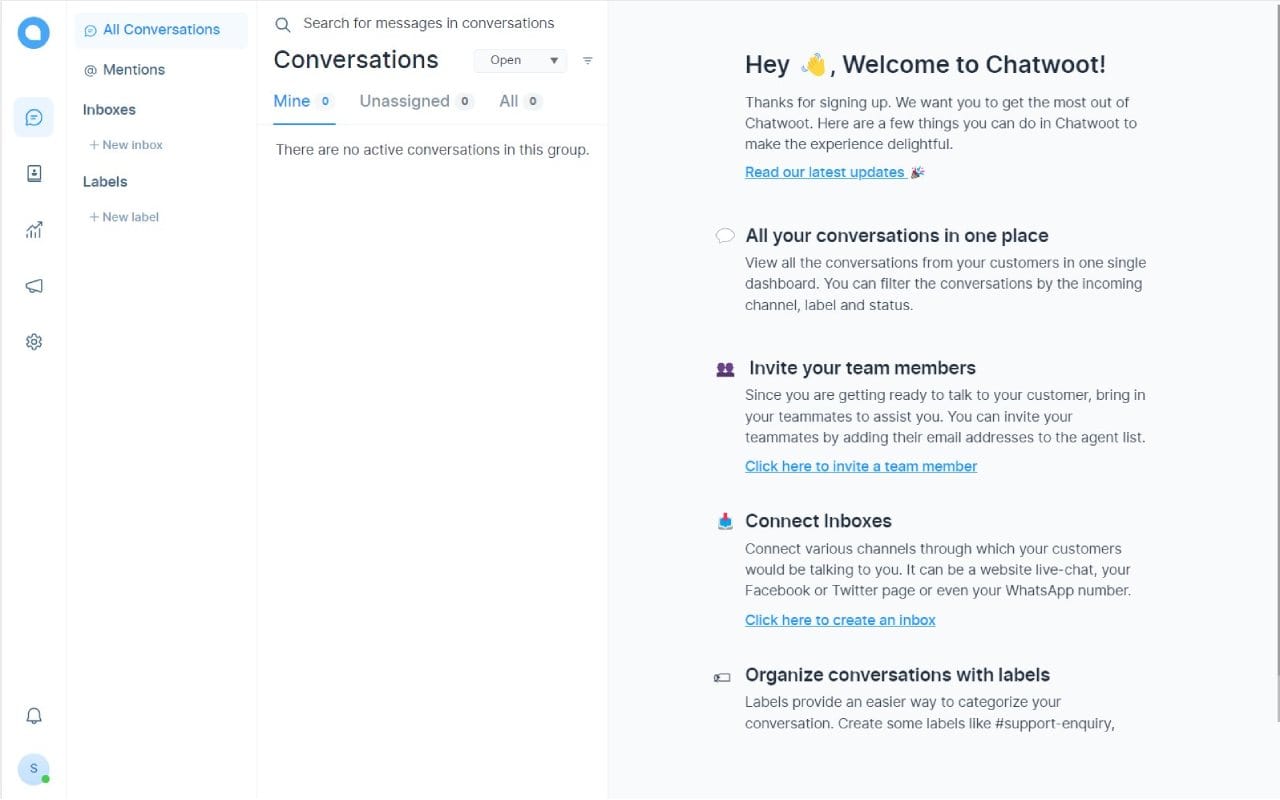 All Conversations
@ Mentions
Inboxes
+ New inbox
Labels
+ New label
S
Search for messages in conversations
Conversations
Open
Mine 0 Unassigned 0 All 0
There are no active conversations in this group.
Hey 👋, Welcome to Chatwoot!
Thanks for signing up. We want you to get the most out of
Chatwoot. Here are a few things you can do in Chatwoot to
make the experience delightful.
Read our latest updates 🎉
All your conversations in one place
View all the conversations from your customers in one single
dashboard. You can filter the conversations by the incoming
channel, label and status.
Invite your team members
Since you are getting ready to talk to your customer, bring in
your teammates to assist you. You can invite your
teammates by adding their email addresses to the agent list.
Click here to invite a team member
Connect Inboxes
Connect various channels through which your customers
would be talking to you. It can be a website live-chat, your
Facebook or Twitter page or even your WhatsApp number.
Click here to create an inbox
Organize conversations with labels
Labels provide an easier way to categorize your
conversation. Create some labels like #support-enquiry,